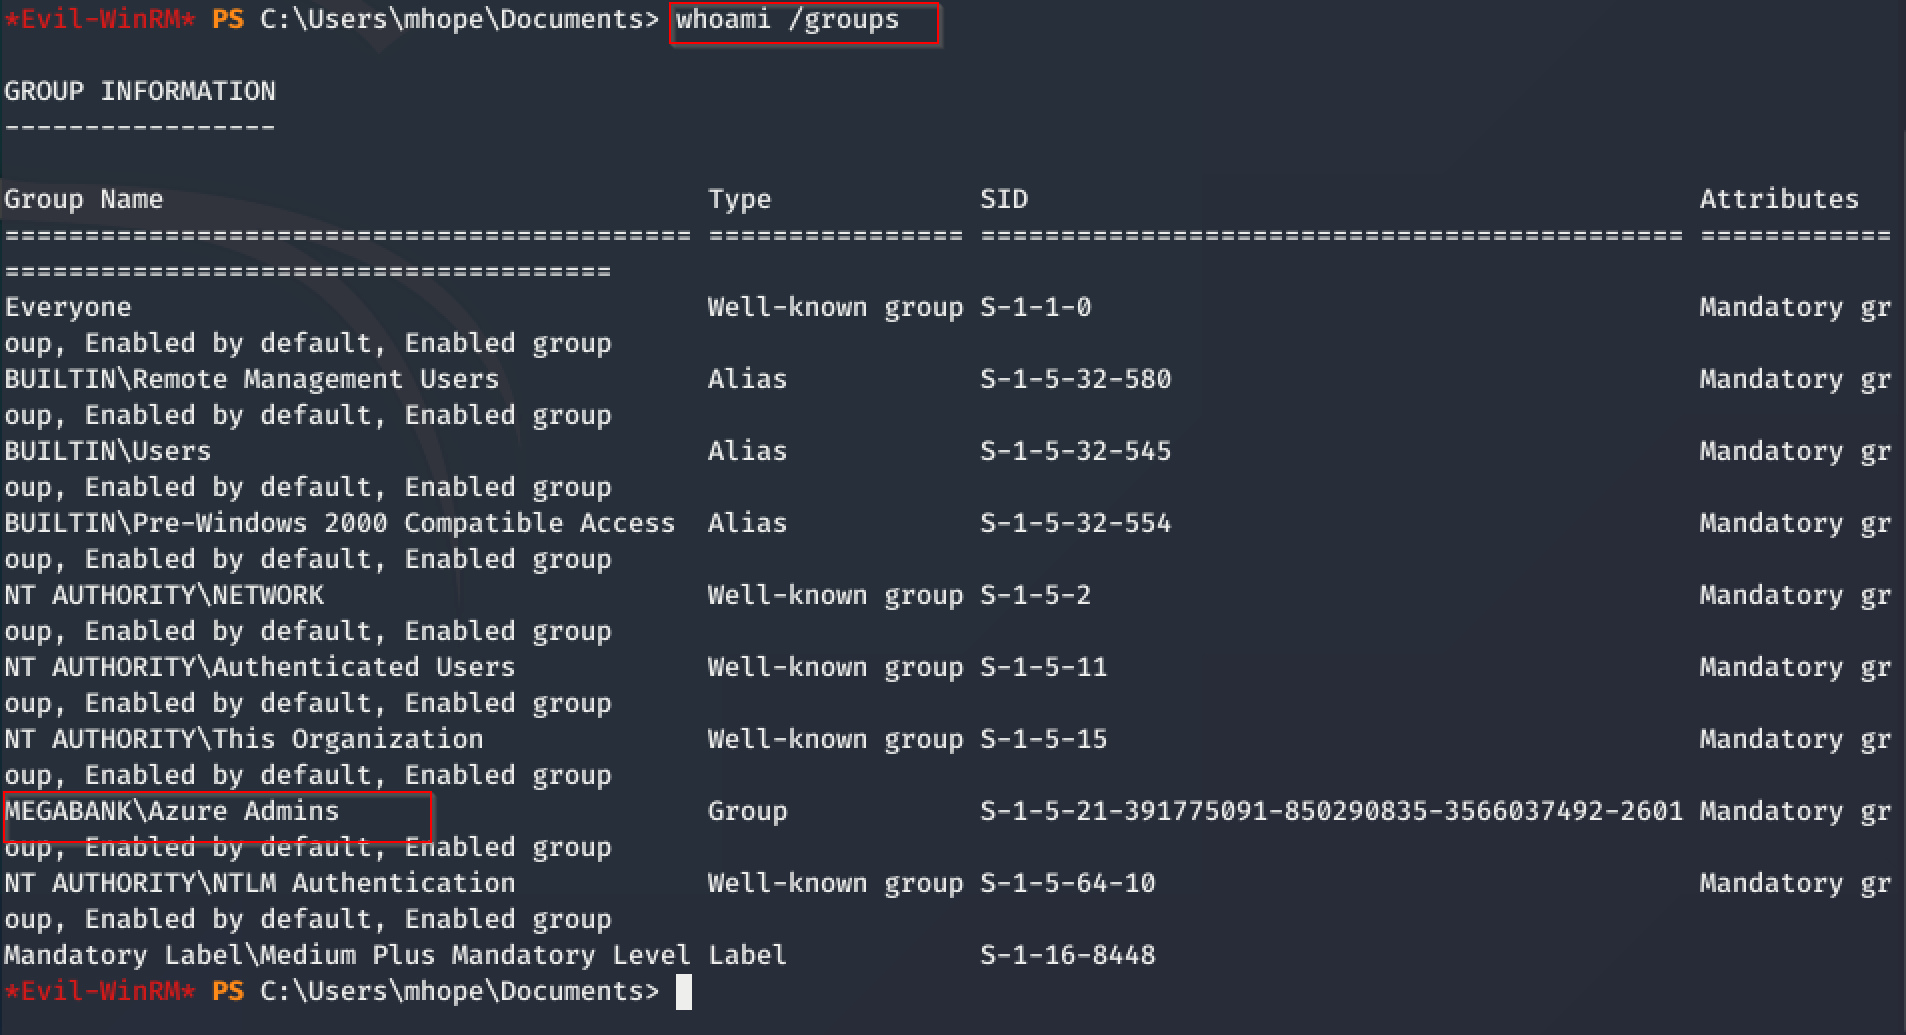 *Evil-WinRM* PS C:\Users\mhope\Documents> whoami /groups
GROUP INFORMATION
-----------------
Group Name                                  Type             SID                                          Attributes
=========================================== ================ ============================================ ============
======================================
Everyone                                    Well-known group S-1-1-0                                      Mandatory gr
oup, Enabled by default, Enabled group
BUILTIN\Remote Management Users             Alias            S-1-5-32-580                                 Mandatory gr
oup, Enabled by default, Enabled group
BUILTIN\Users                               Alias            S-1-5-32-545                                 Mandatory gr
oup, Enabled by default, Enabled group
BUILTIN\Pre-Windows 2000 Compatible Access  Alias            S-1-5-32-554                                 Mandatory gr
oup, Enabled by default, Enabled group
NT AUTHORITY\NETWORK                        Well-known group S-1-5-2                                      Mandatory gr
oup, Enabled by default, Enabled group
NT AUTHORITY\Authenticated Users            Well-known group S-1-5-11                                     Mandatory gr
oup, Enabled by default, Enabled group
NT AUTHORITY\This Organization              Well-known group S-1-5-15                                     Mandatory gr
oup, Enabled by default, Enabled group
MEGABANK\Azure Admins                       Group            S-1-5-21-391775091-850290835-3566037492-2601 Mandatory gr
oup, Enabled by default, Enabled group
NT AUTHORITY\NTLM Authentication            Well-known group S-1-5-64-10                                  Mandatory gr
oup, Enabled by default, Enabled group
Mandatory Label\Medium Plus Mandatory Level Label            S-1-16-8448
*Evil-WinRM* PS C:\Users\mhope\Documents>